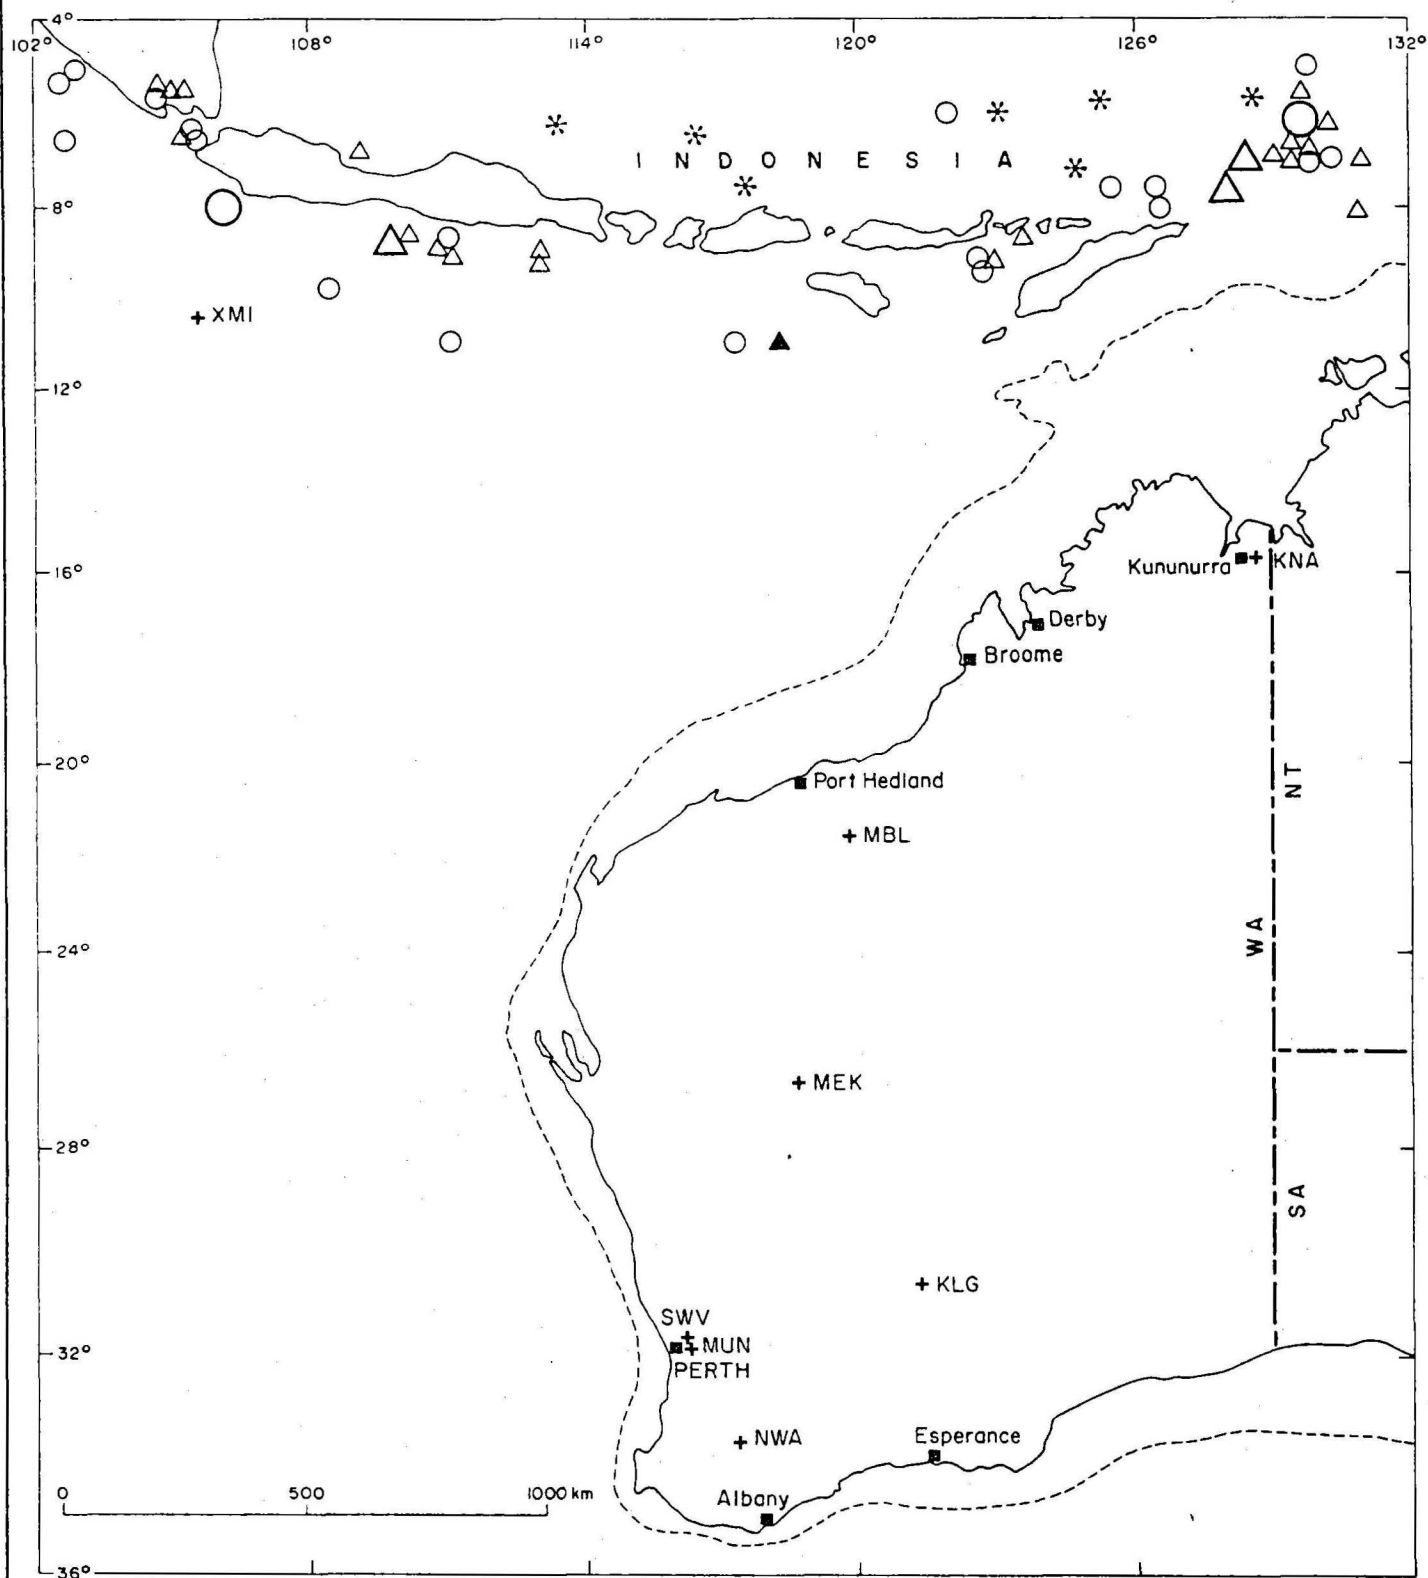 4°
102° 108° 114° 120° 126° 132°
INDONESIA
8°
XMI
12°
Kununurra KNA
16°
Derby
Broome
20°
Port Hedland
NT
MBL
WA
24°
MEK
28°
SA
KLG
SWV
MUN
32°
PERTH
Esperance
NWA
0 500 1000 km
Albany
36°